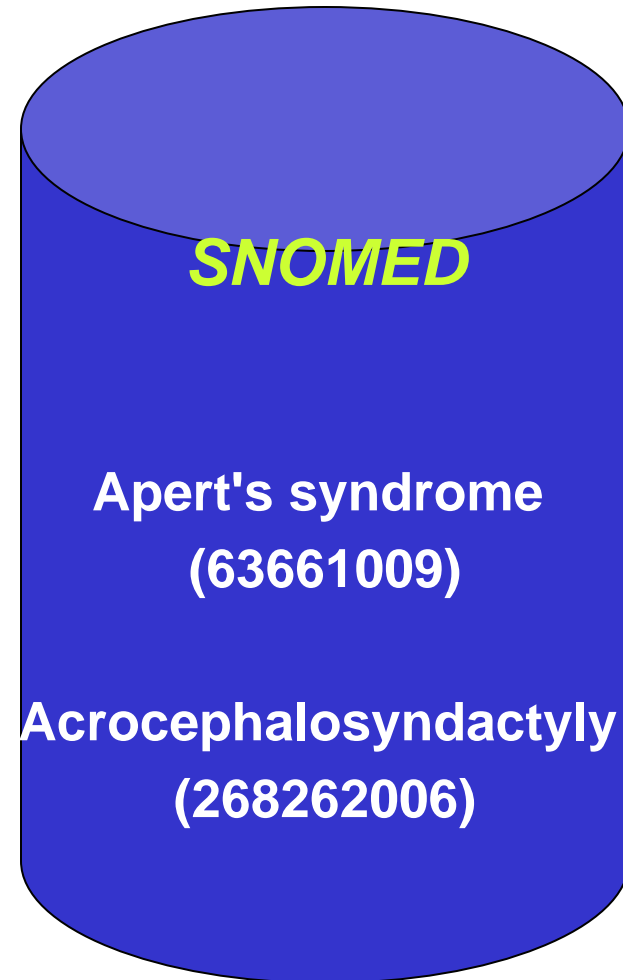 SNOMED
Apert's syndrome
(63661009)
Acrocephalosyndactyly
(268262006)